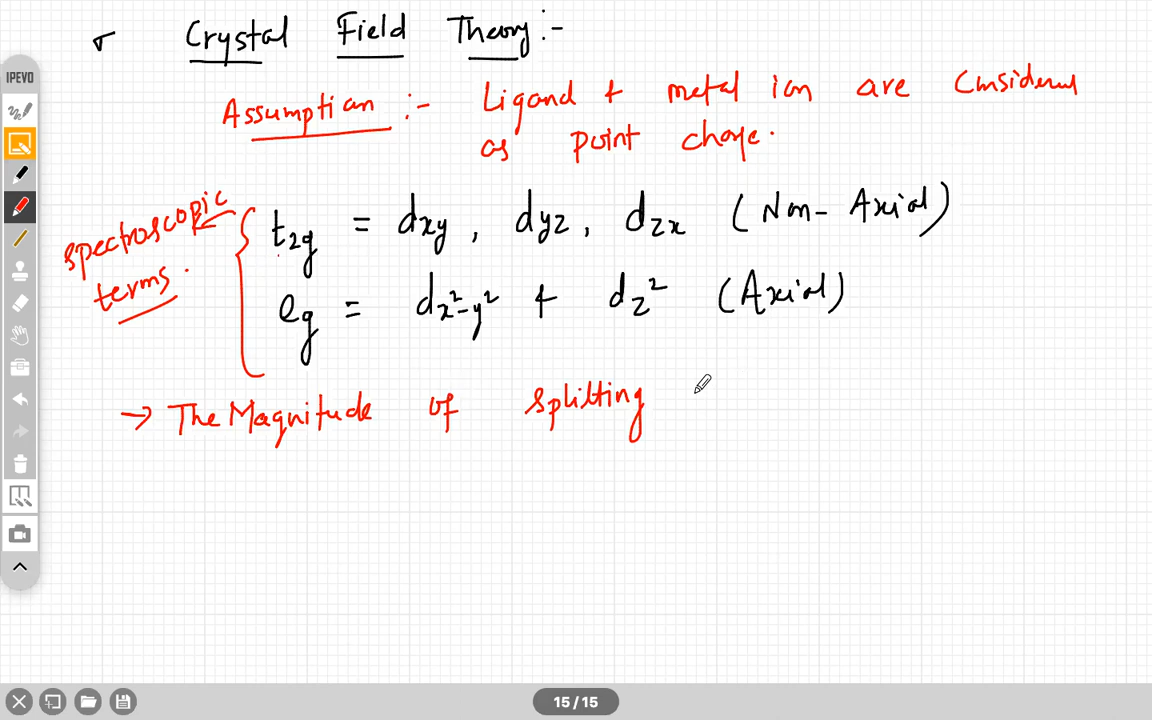 Crystal Field Theory:-
Assumption :- Ligand + metal ion are Considered
as point charge.
IPEVO
spectroscopic
terms.
t₂g = dxy, dyz, dzx (Non-Axial)
eg = dx²-y² + dz² (Axial)
→ The Magnitude of splitting
15/15